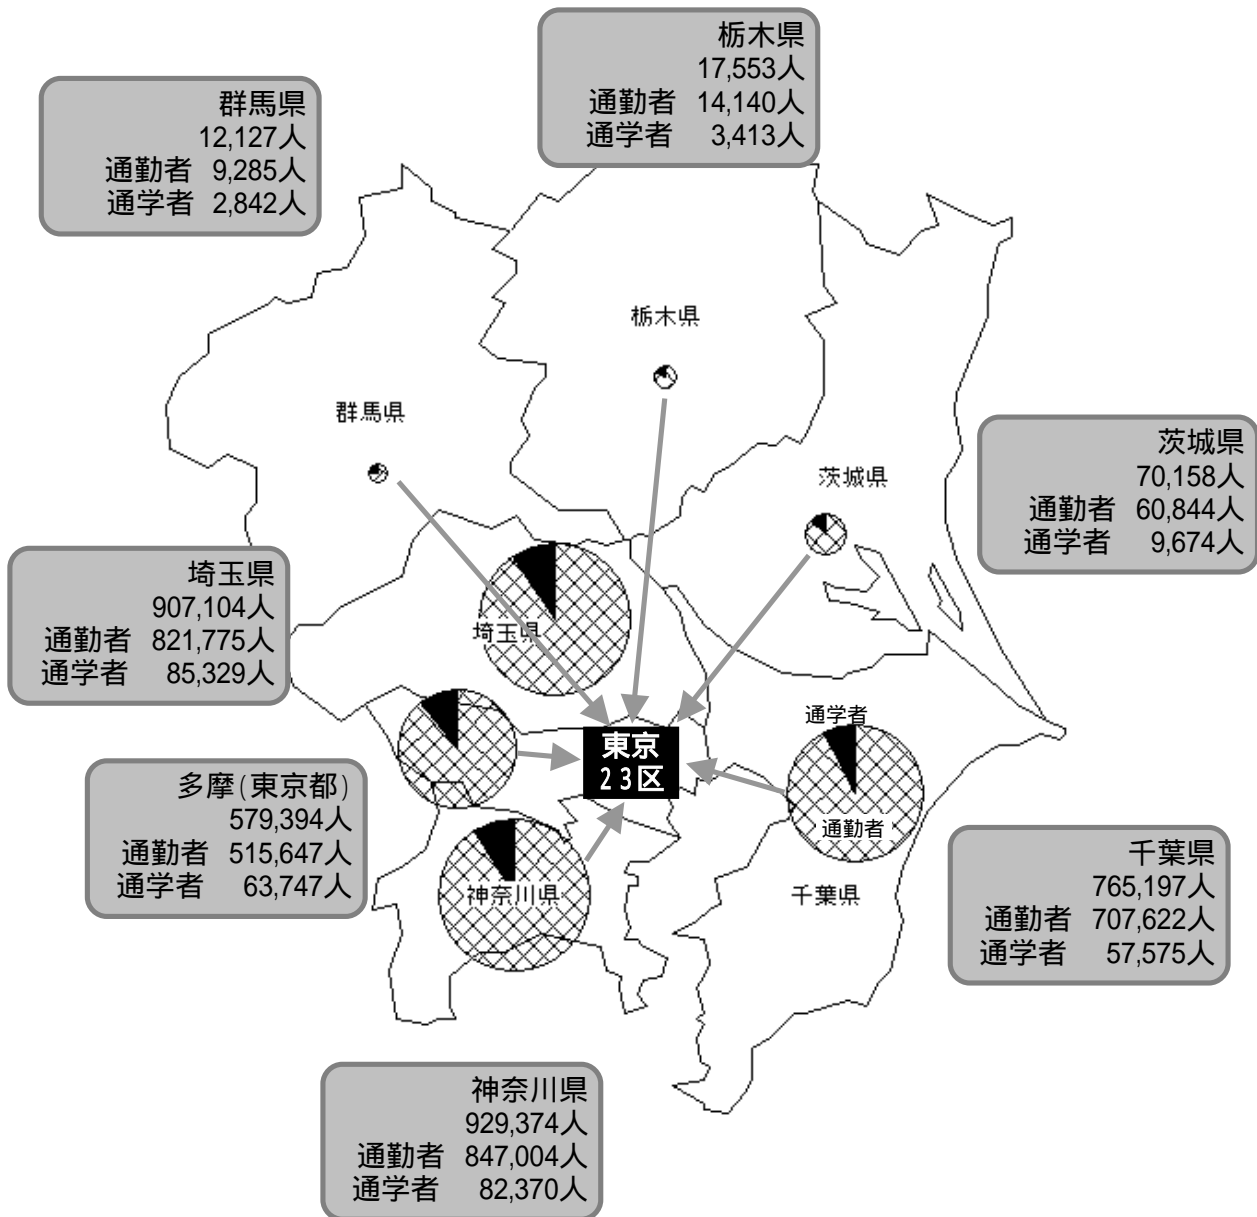 栃木県
17,553人
通勤者 14,140人
通学者 3,413人
群馬県
12,127人
通勤者 9,285人
通学者 2,842人
栃木県
群馬県
茨城県
茨城県
70,158人
通勤者 60,844人
通学者 9,674人
埼玉県
907,104人
通勤者 821,775人
通学者 85,329人
埼玉県
通学者
東京
23区
多摩(東京都)
579,394人
通勤者 515,647人
通学者 63,747人
通勤者
千葉県
765,197人
通勤者 707,622人
通学者 57,575人
神奈川県
千葉県
神奈川県
929,374人
通勤者 847,004人
通学者 82,370人